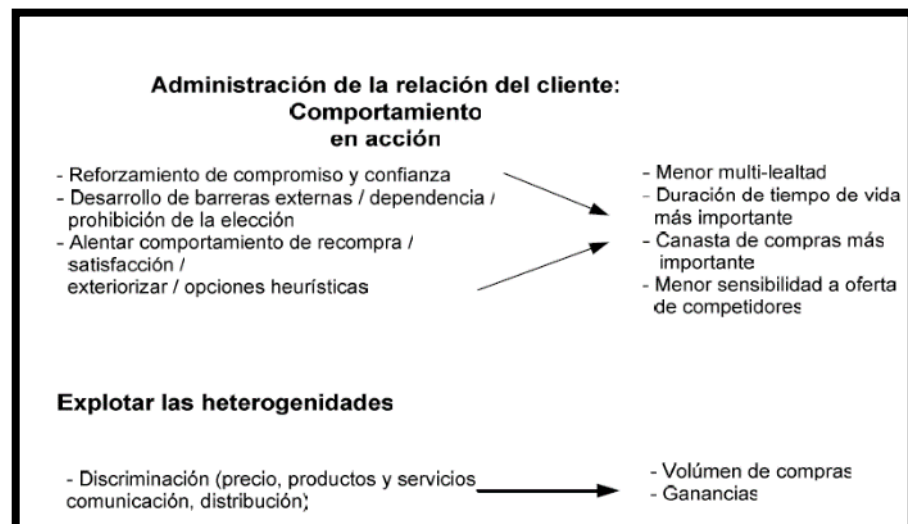 Administración de la relación del cliente:
Comportamiento
en acción
- Reforzamiento de compromiso y confianza
- Desarrollo de barreras externas / dependencia /
prohibición de la elección
- Alentar comportamiento de recompra /
satisfacción /
exteriorizar / opciones heurísticas
- Menor multi-lealtad
- Duración de tiempo de vida
más importante
- Canasta de compras más
importante
- Menor sensibilidad a oferta
de competidores
Explotar las heterogenidades
- Discriminación (precio, productos y servicios
comunicación, distribución)
- Volúmen de compras
- Ganancias